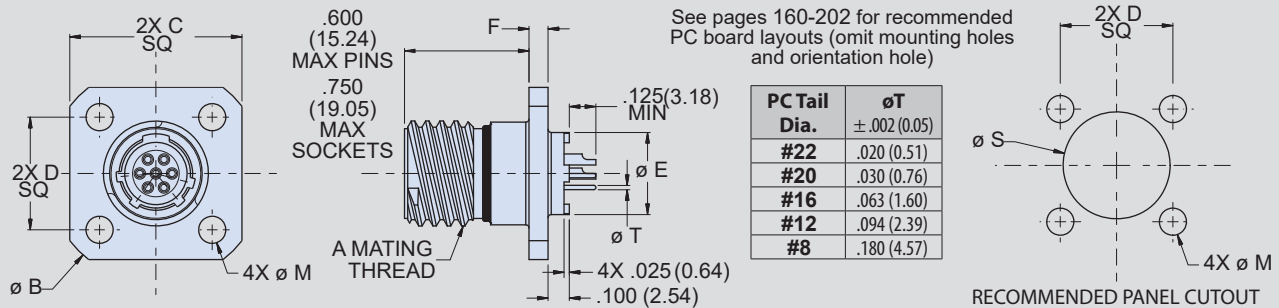 2X C
SQ
2X D
SQ
ø B
4X ø M
.600
(15.24)
MAX PINS
.750
(19.05)
MAX
SOCKETS
F
.125(3.18)
MIN
ø E
ø T
A MATING
THREAD
4X .025 (0.64)
.100 (2.54)
See pages 160-202 for recommended
PC board layouts (omit mounting holes
and orientation hole)
PC Tail Dia. øT ± .002 (0.05)
#22 .020 (0.51)
#20 .030 (0.76)
#16 .063 (1.60)
#12 .094 (2.39)
#8 .180 (4.57)
2X D
SQ
ø S
4X ø M
RECOMMENDED PANEL CUTOUT